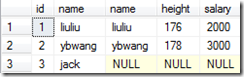 id name name height salary
1 1 liuliu liuliu 176 2000
2 2 ybwang ybwang 178 3000
3 3 jack NULL NULL NULL